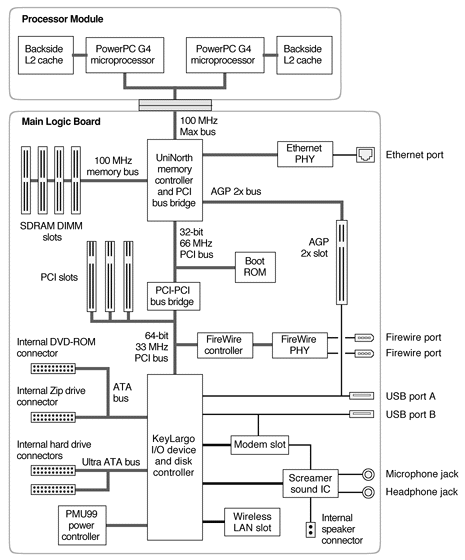 Processor Module
Backside
L2 cache
PowerPC G4
microprocessor
PowerPC G4
microprocessor
Backside
L2 cache
Main Logic Board
100 MHz
Max bus
100 MHz
memory bus
UniNorth
memory
controller
and PCI
bus bridge
Ethernet
PHY
Ethernet port
AGP 2x bus
SDRAM DIMM
slots
32-bit
66 MHz
PCI bus
Boot
ROM
AGP
2x slot
PCI slots
PCI-PCI
bus bridge
64-bit
33 MHz
PCI bus
FireWire
controller
FireWire
PHY
Firewire port
Firewire port
Internal DVD-ROM
connector
ATA
bus
Internal Zip drive
connector
USB port A
USB port B
KeyLargo
I/O device
and disk
controller
Modem slot
Internal hard drive
connectors
Ultra ATA bus
Screamer
sound IC
Microphone jack
Headphone jack
PMU99
power
controller
Wireless
LAN slot
Internal
speaker
connector